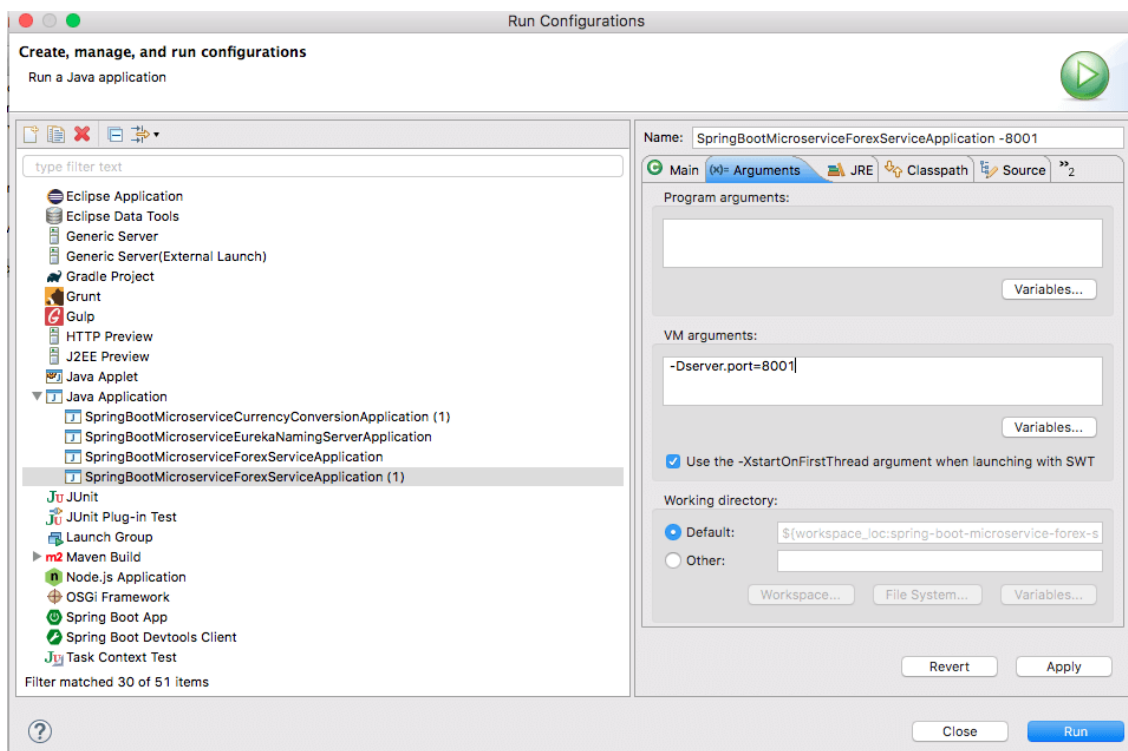 Run Configurations
Create, manage, and run configurations
Run a Java application
type filter text
Eclipse Application
Eclipse Data Tools
Generic Server
Generic Server(External Launch)
Gradle Project
Grunt
Gulp
HTTP Preview
J2EE Preview
Java Applet
Java Application
SpringBootMicroserviceCurrencyConversionApplication (1)
SpringBootMicroserviceEurekaNamingServerApplication
SpringBootMicroserviceForexServiceApplication
SpringBootMicroserviceForexServiceApplication (1)
JUnit
JUnit Plug-in Test
Launch Group
m2 Maven Build
Node.js Application
OSGi Framework
Spring Boot App
Spring Boot Devtools Client
Task Context Test
Filter matched 30 of 51 items
Name: SpringBootMicroserviceForexServiceApplication -8001
Main (x)= Arguments JRE Classpath Source »2
Program arguments:
Variables...
VM arguments:
-Dserver.port=8001
Variables...
Use the -XstartOnFirstThread argument when launching with SWT
Working directory:
Default: ${workspace_loc:spring-boot-microservice-forex-s
Other:
Workspace... File System... Variables...
Revert Apply
Close Run